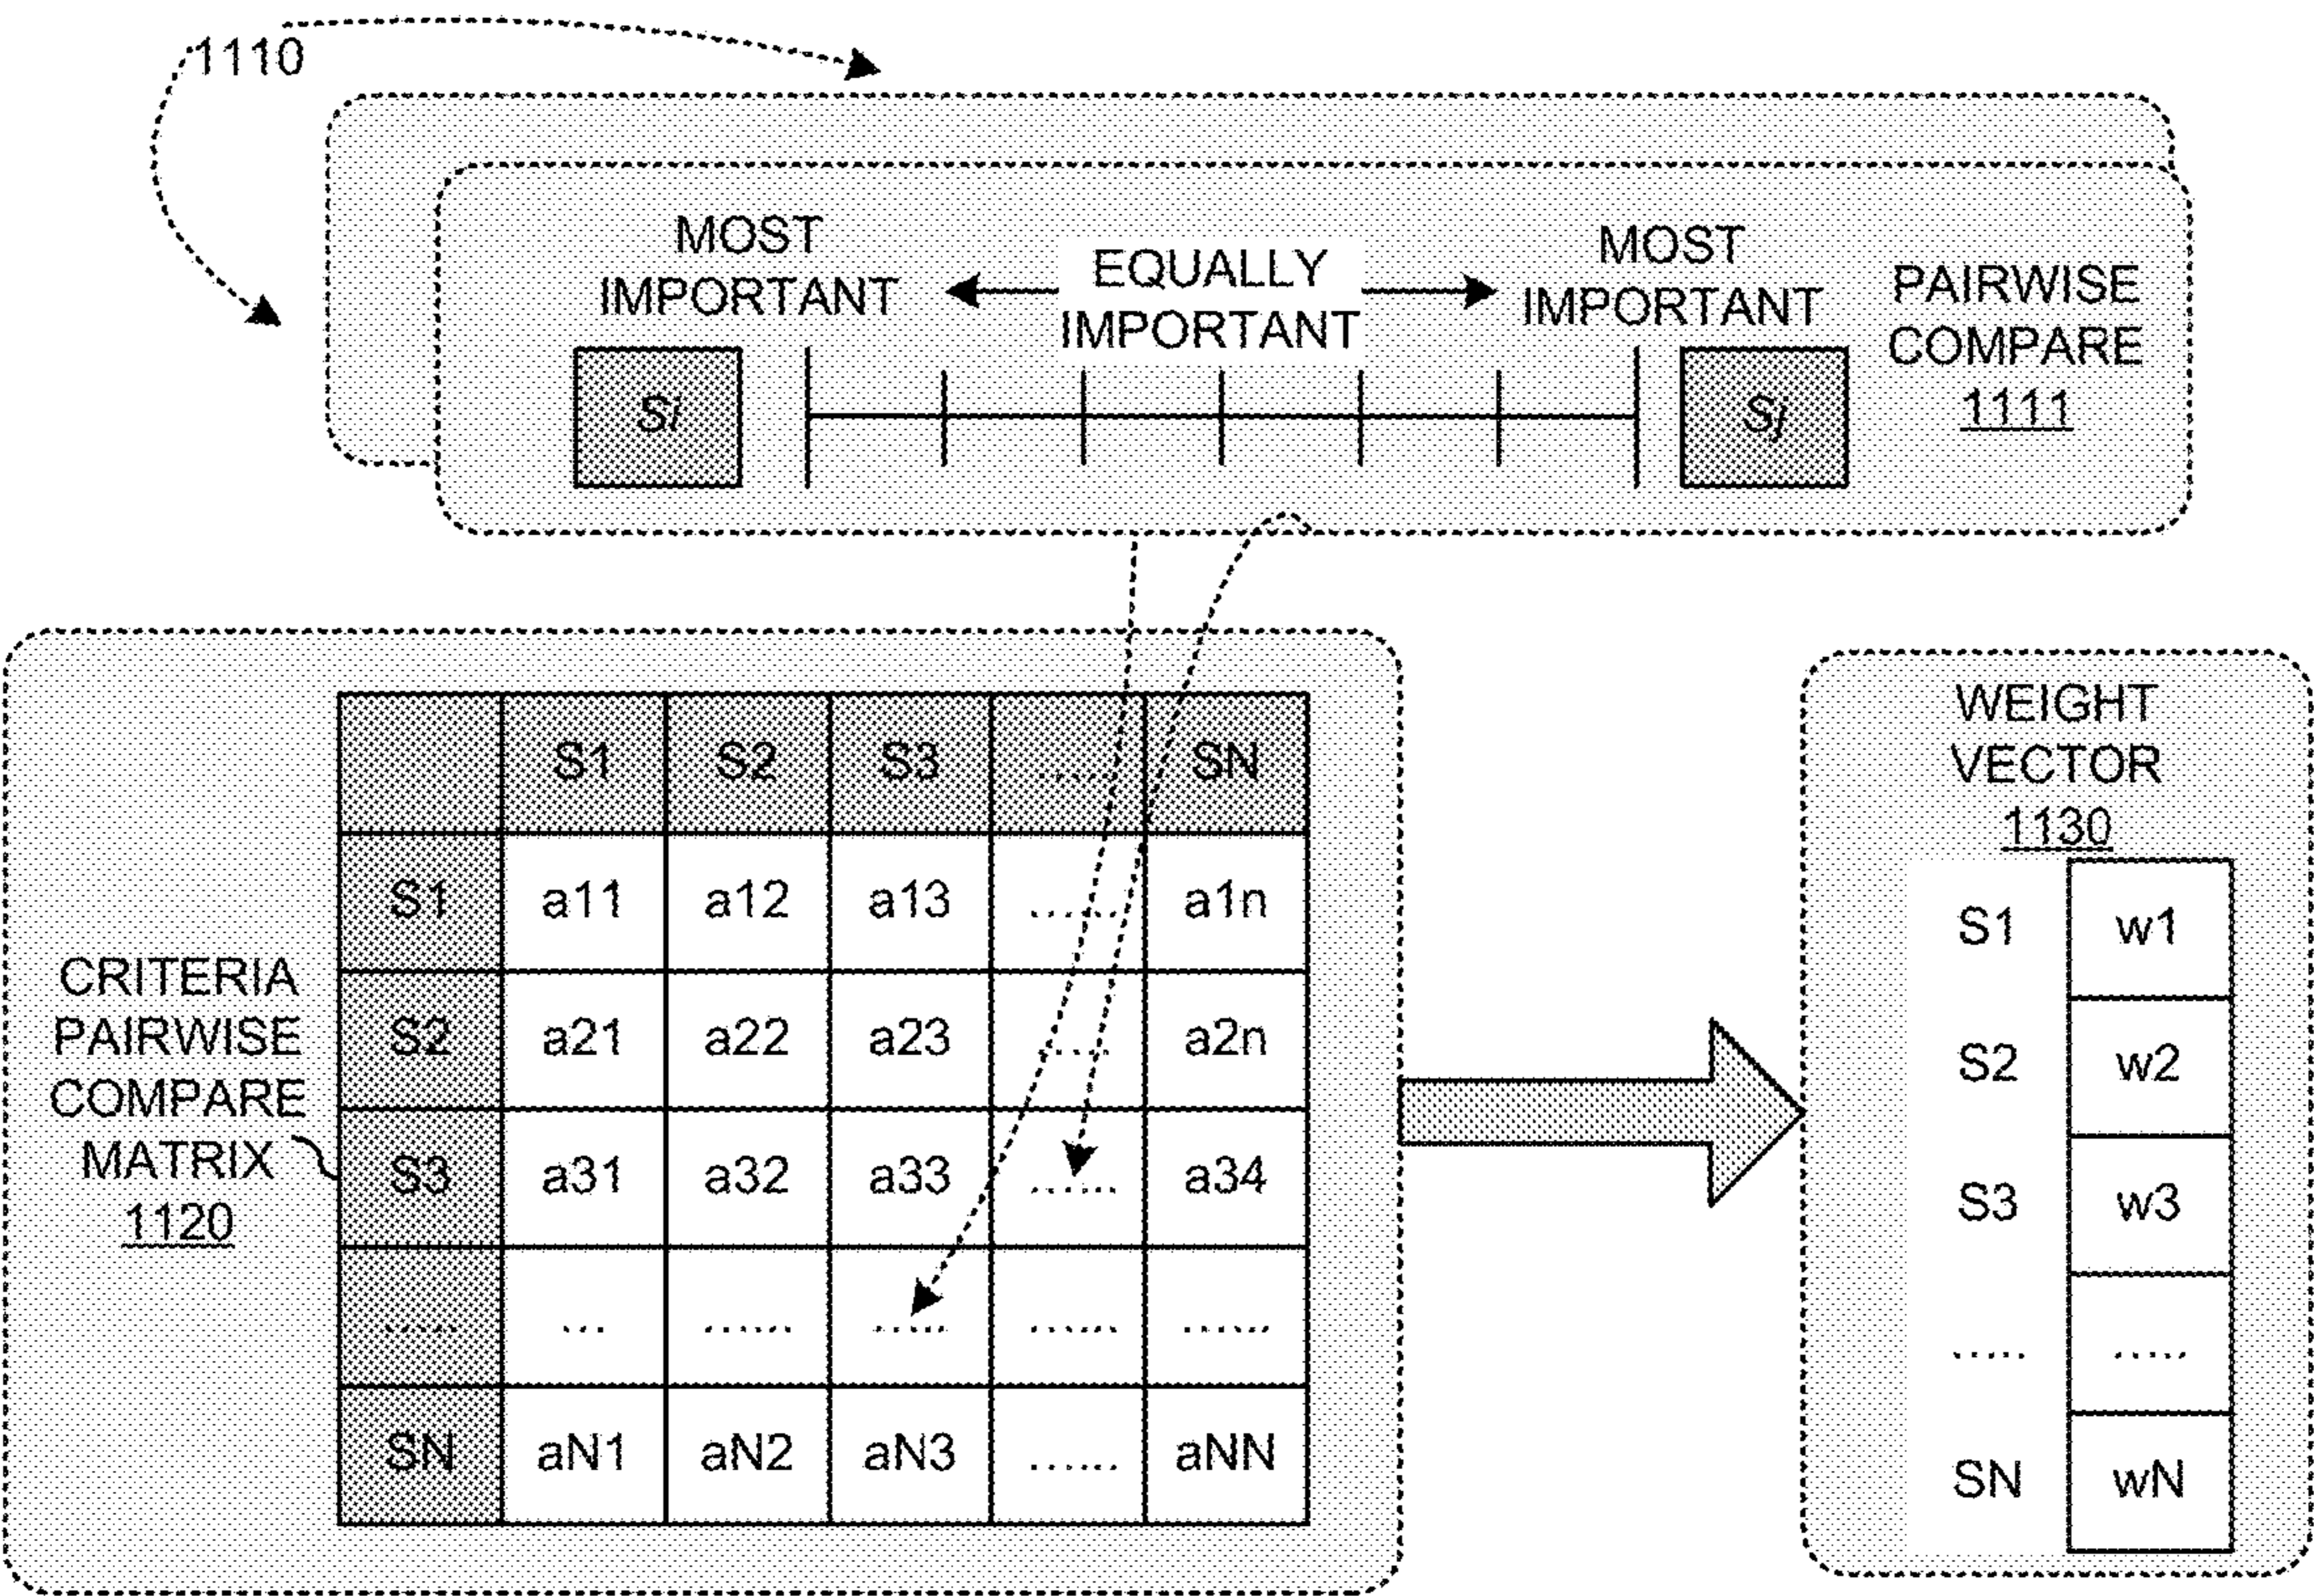 1110
MOST
IMPORTANT
EQUALLY
IMPORTANT
MOST
IMPORTANT
PAIRWISE
COMPARE
1111
Si
Sj
CRITERIA
PAIRWISE
COMPARE
MATRIX
1120
S1 S2 S3 ..... SN
S1 a11 a12 a13 ...... a1n
S2 a21 a22 a23 ..... a2n
S3 a31 a32 a33 ...... a34
..... ... ...... ..... ...... ......
SN aN1 aN2 aN3 ...... aNN
WEIGHT
VECTOR
1130
S1 w1
S2 w2
S3 w3
..... .....
SN wN